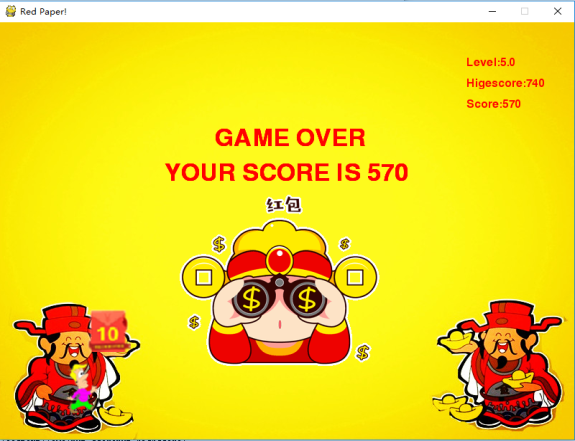 Red Paper!
Level:5.0
Higescore:740
Score:570
GAME OVER
YOUR SCORE IS 570
红包
$ $
$ $
$ $
10